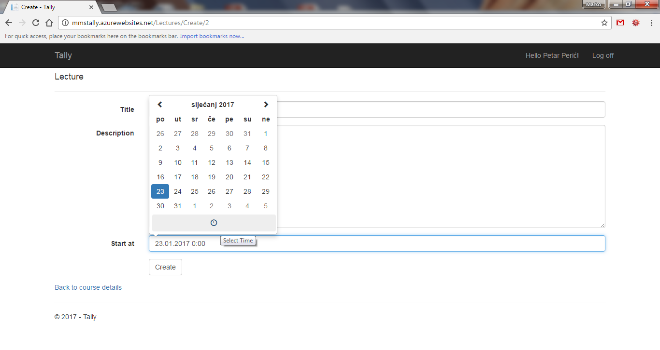 Create - Tally
mmstally.azurewebsites.net/Lectures/Create/2
For quick access, place your bookmarks here on the bookmarks bar. Import bookmarks now...
Tally Hello Petar Perić! Log off
Lecture
Title
Description
siječanj 2017
po ut sr če pe su ne
26 27 28 29 30 31 1
2 3 4 5 6 7 8
9 10 11 12 13 14 15
16 17 18 19 20 21 22
23 24 25 26 27 28 29
30 31 1 2 3 4 5
Select Time
Start at 23.01.2017 0:00
Create
Back to course details
© 2017 - Tally